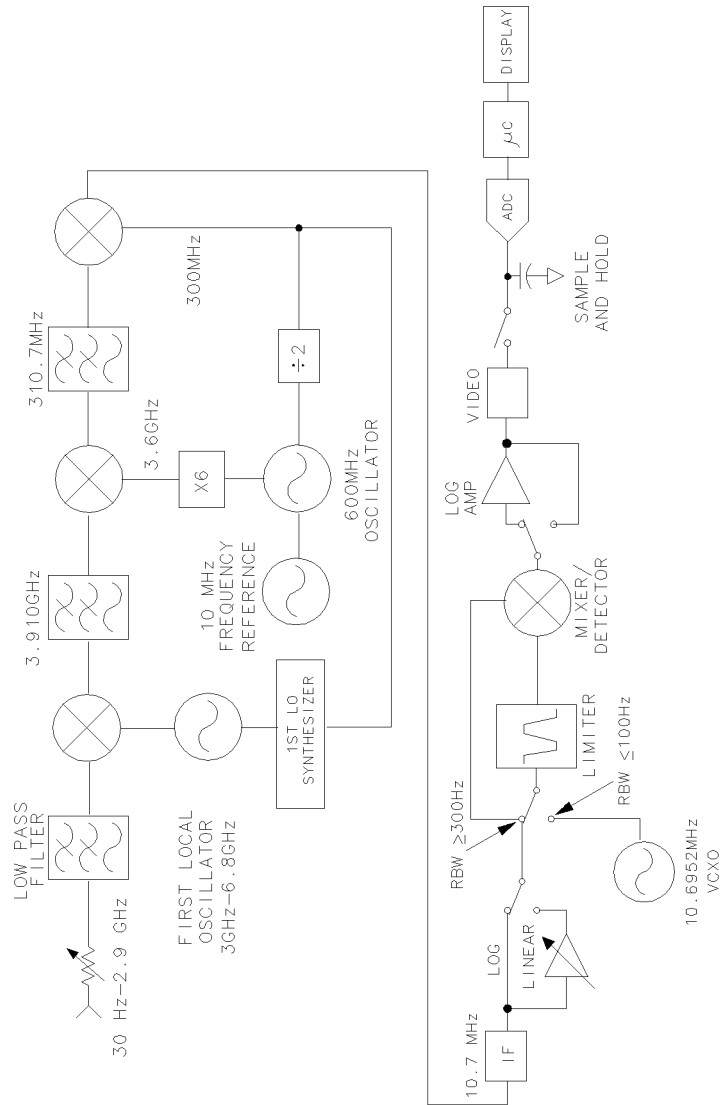 LOW PASS
FILTER
30 Hz–2.9 GHz
3.910GHz
310.7MHz
FIRST LOCAL
OSCILLATOR
3GHz–6.8GHz
1ST LO
SYNTHESIZER
10 MHz
FREQUENCY
REFERENCE
X6
3.6GHz
600MHz
OSCILLATOR
÷2
300MHz
10.7 MHz
IF
LOG
LINEAR
RBW ≥300Hz
RBW ≤100Hz
10.6952MHz
VCXO
LIMITER
MIXER/
DETECTOR
LOG
AMP
VIDEO
SAMPLE
AND HOLD
ADC
µC
DISPLAY